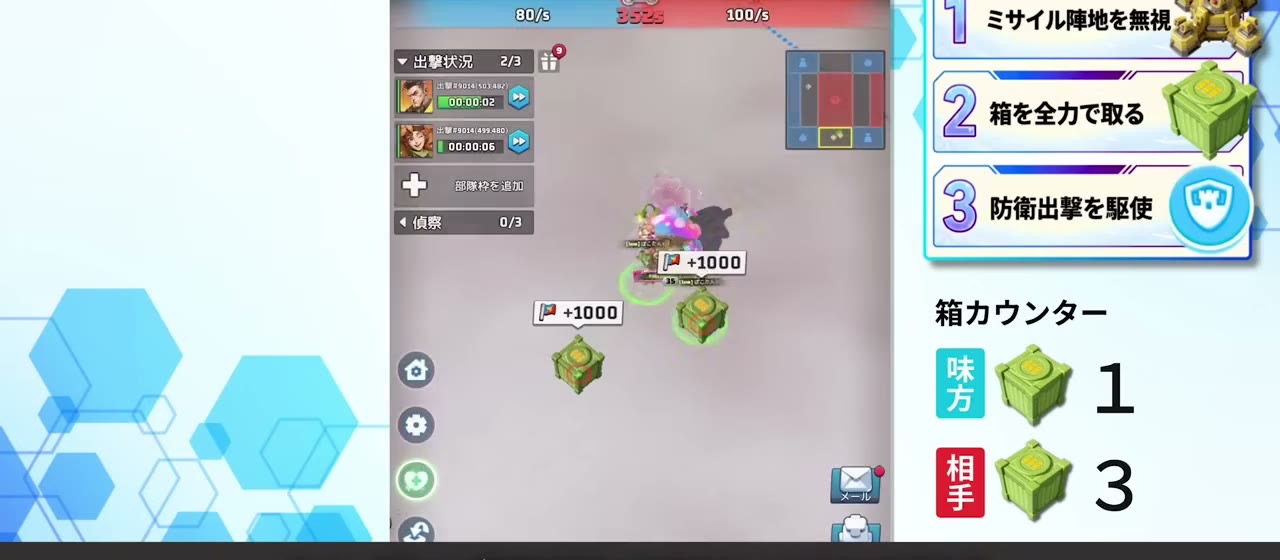 80/s
3528
100/s
出撃状況 2/3
9
出撃#9014(503,482)
00:00:02
出撃#9014(499,480)
00:00:06
部隊枠を追加
偵察 0/3
+1000
+1000
メール
1 ミサイル陣地を無視
2 箱を全力で取る
3 防衛出撃を駆使
箱カウンター
味方 1
相手 3